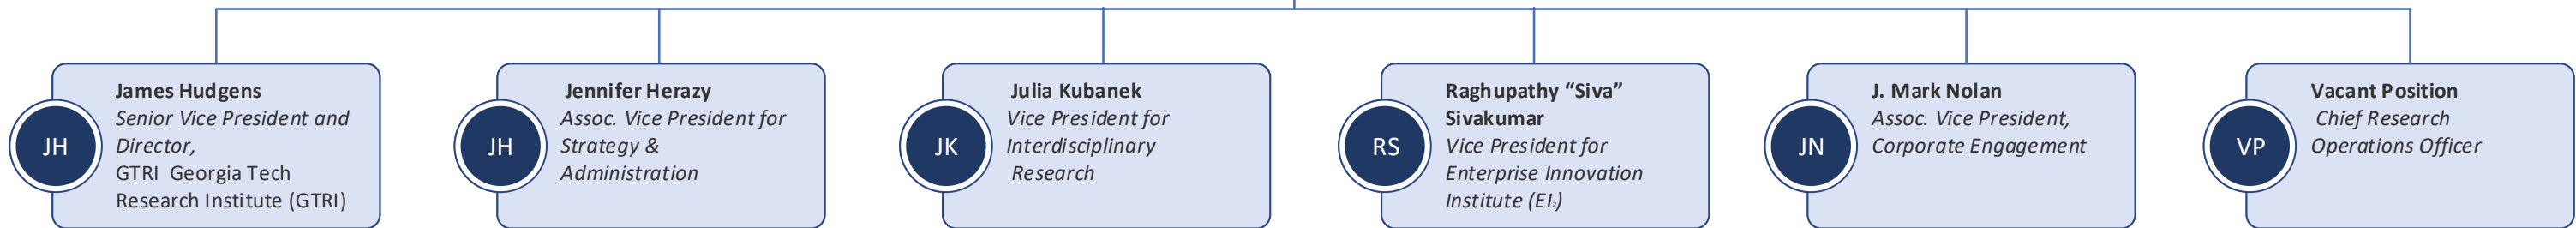 JH
James Hudgens
Senior Vice President and
Director,
GTRI Georgia Tech
Research Institute (GTRI)
JH
Jennifer Herazy
Assoc. Vice President for
Strategy &
Administration
JK
Julia Kubanek
Vice President for
Interdisciplinary
Research
RS
Raghupathy “Siva”
Sivakumar
Vice President for
Enterprise Innovation
Institute (EI₂)
JN
J. Mark Nolan
Assoc. Vice President,
Corporate Engagement
VP
Vacant Position
Chief Research
Operations Officer